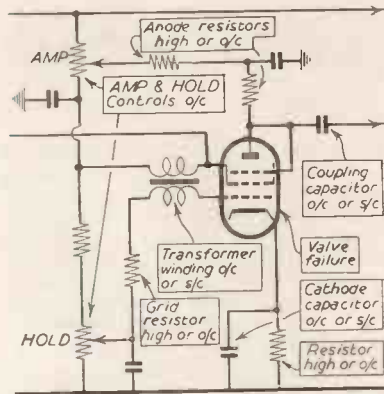 Anode resistors
high or o/c
AMP
AMP & HOLD
Controls o/c
Coupling
capacitor
o/c or s/c
Transformer
winding o/c
or s/c
Valve
failure
Grid
resistor
high or o/c
Cathode
capacitor
o/c or s/c
HOLD
Resistor
high or o/c